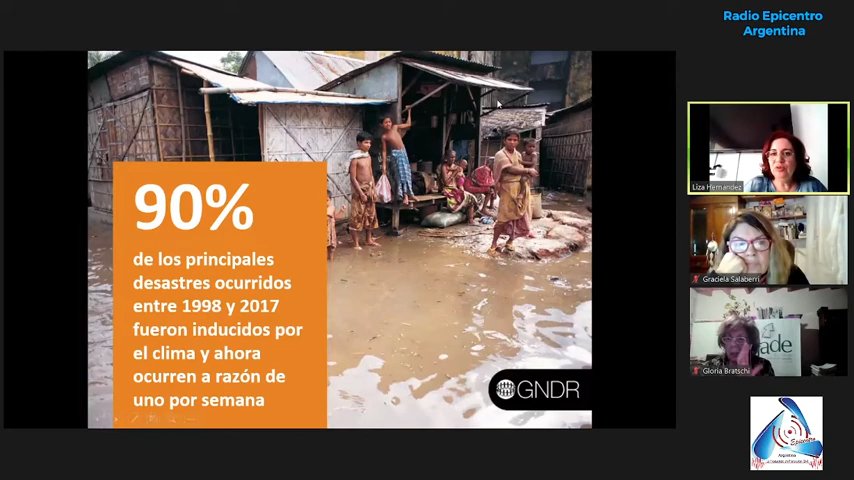 Radio Epicentro
Argentina
90%
de los principales
desastres ocurridos
entre 1998 y 2017
fueron inducidos por
el clima y ahora
ocurren a razón de
uno por semana
GNDR
Liza Hernandez
Graciela Salaberri
ade
Gloria Bratschi
Epicentro
Argentina